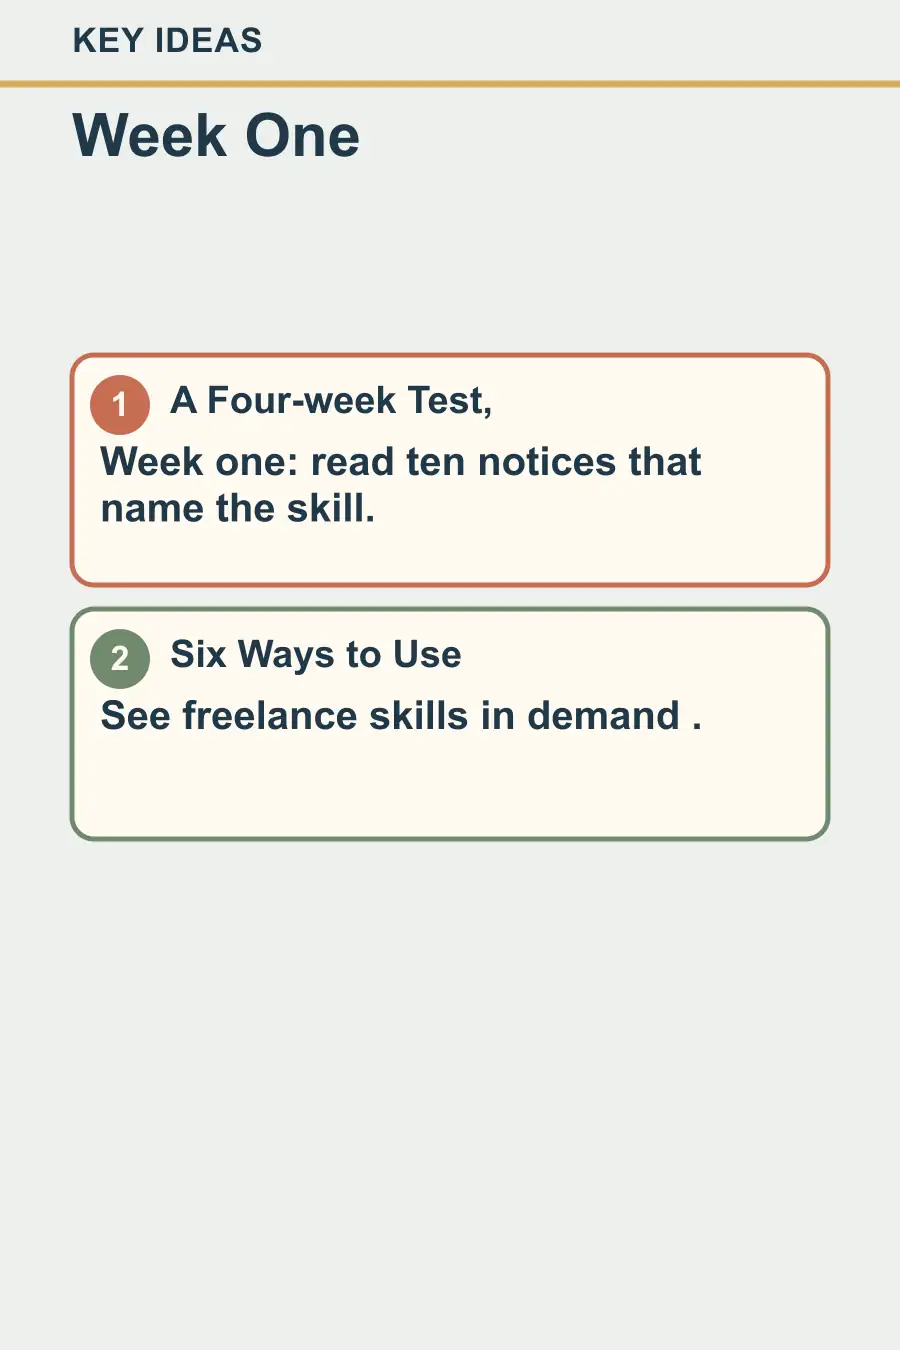 KEY IDEAS
Week One
1
A Four-week Test,
Week one: read ten notices that
name the skill.
2
Six Ways to Use
See freelance skills in demand .